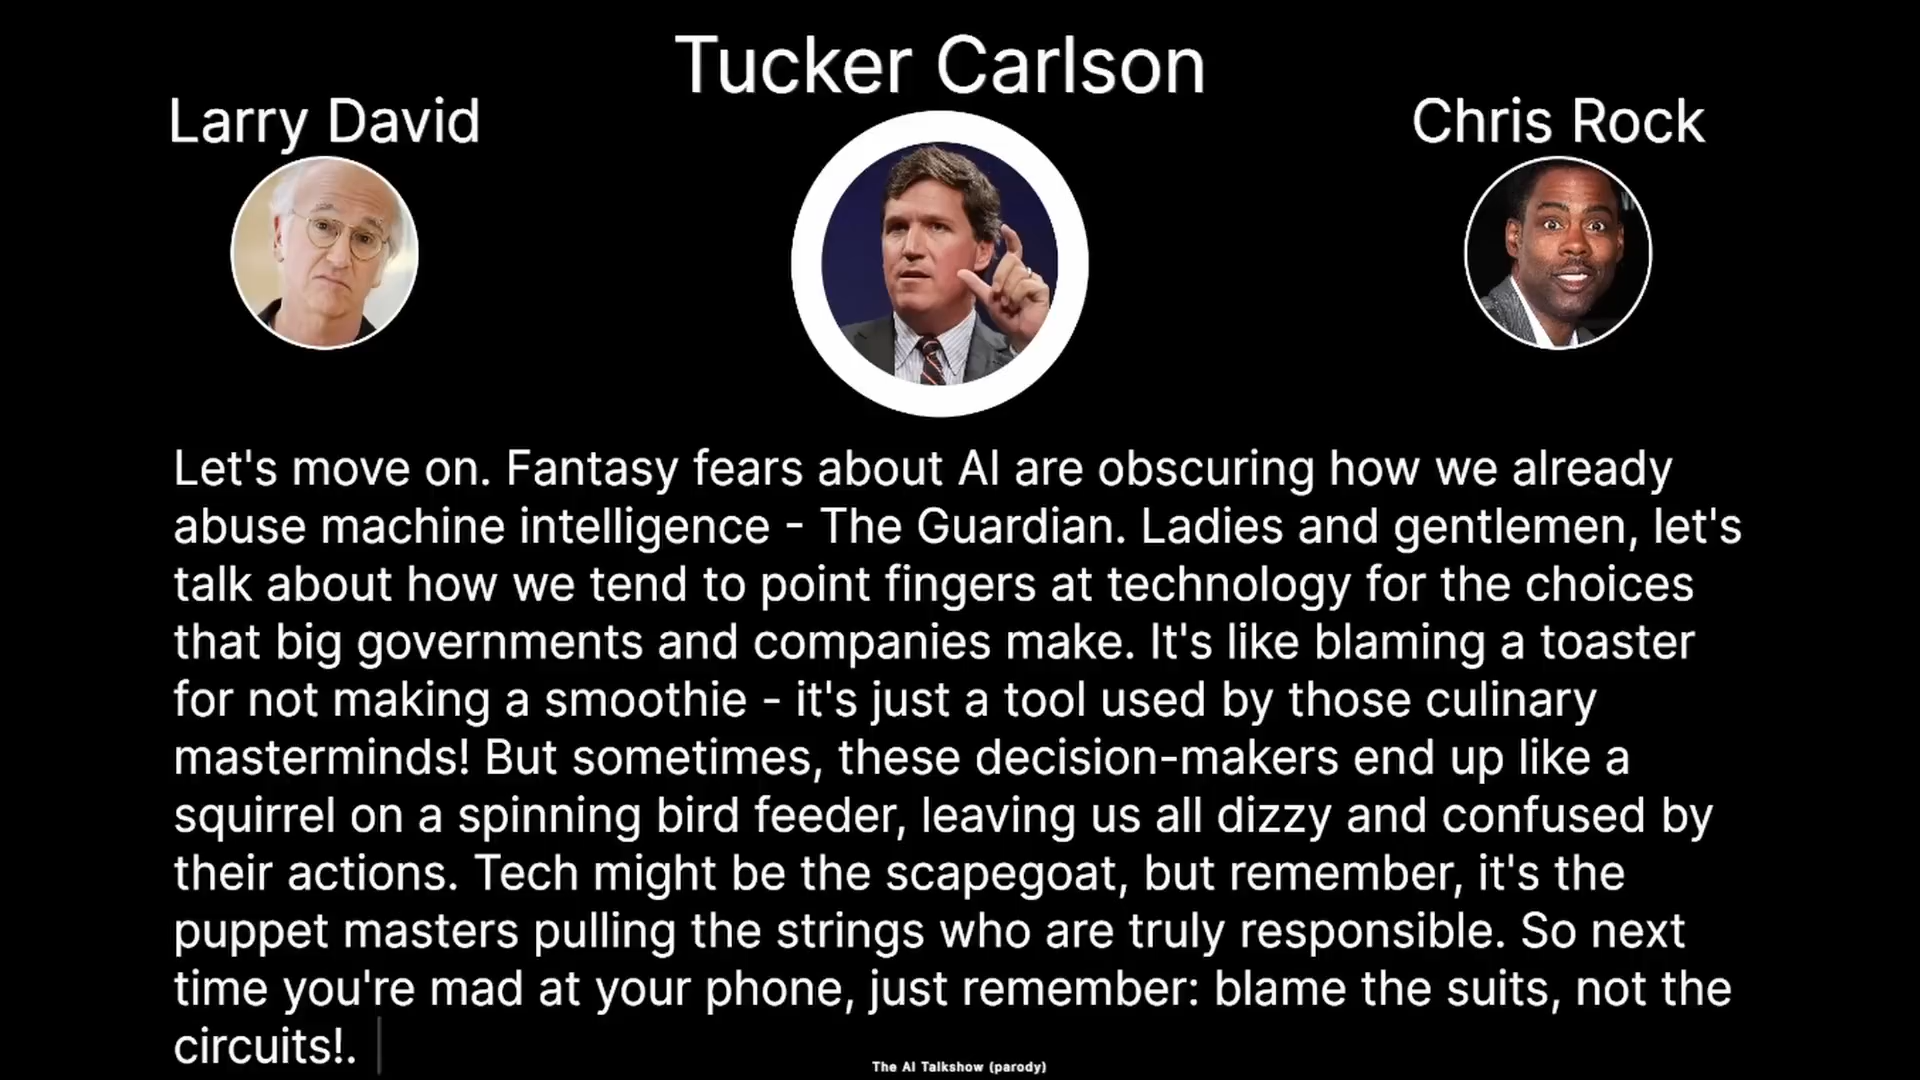 Tucker Carlson
Larry David
Chris Rock
Let's move on. Fantasy fears about AI are obscuring how we already
abuse machine intelligence - The Guardian. Ladies and gentlemen, let's
talk about how we tend to point fingers at technology for the choices
that big governments and companies make. It's like blaming a toaster
for not making a smoothie - it's just a tool used by those culinary
masterminds! But sometimes, these decision-makers end up like a
squirrel on a spinning bird feeder, leaving us all dizzy and confused by
their actions. Tech might be the scapegoat, but remember, it's the
puppet masters pulling the strings who are truly responsible. So next
time you're mad at your phone, just remember: blame the suits, not the
circuits!.
The AI Talkshow (parody)